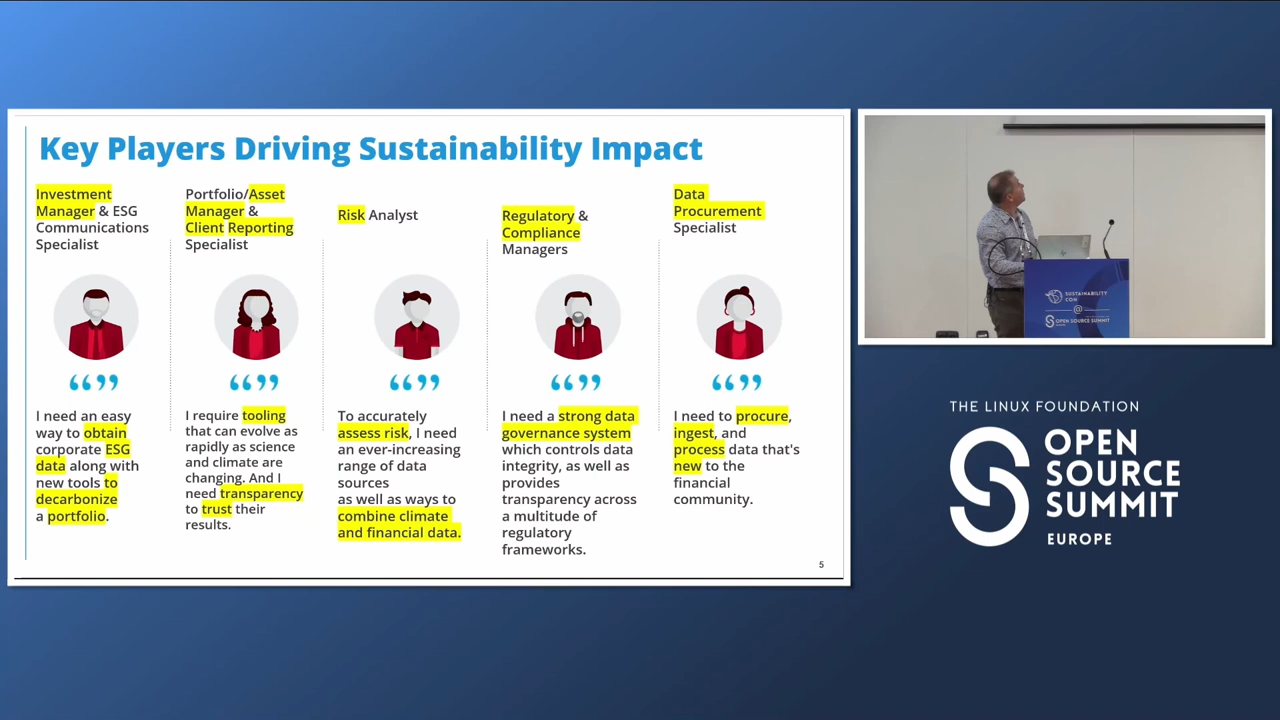 Key Players Driving Sustainability Impact
Investment
Manager & ESG
Communications
Specialist
Portfolio/Asset
Manager &
Client Reporting
Specialist
Risk Analyst
Regulatory &
Compliance
Managers
Data
Procurement
Specialist
“”
“”
“”
“”
“”
I need an easy
way to obtain
corporate ESG
data along with
new tools to
decarbonize
a portfolio.
I require tooling
that can evolve as
rapidly as science
and climate are
changing. And I
need transparency
to trust their
results.
To accurately
assess risk, I need
an ever-increasing
range of data
sources
as well as ways to
combine climate
and financial data.
I need a strong data
governance system
which controls data
integrity, as well as
provides
transparency across
a multitude of
regulatory
frameworks.
I need to procure,
ingest, and
process data that's
new to the
financial
community.
5
SUSTAINABILITY
CON
@
OPEN SOURCE SUMMIT
THE LINUX FOUNDATION
OPEN
SOURCE
SUMMIT
EUROPE